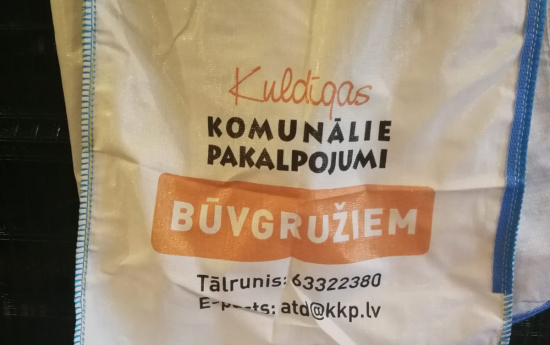 Kuldīgas
KOMUNĀLIE
PAKALPOJUMI
BŪVGRUŽIEM
Tālrunis: 63322380
E-pasts: atd@kkp.lv